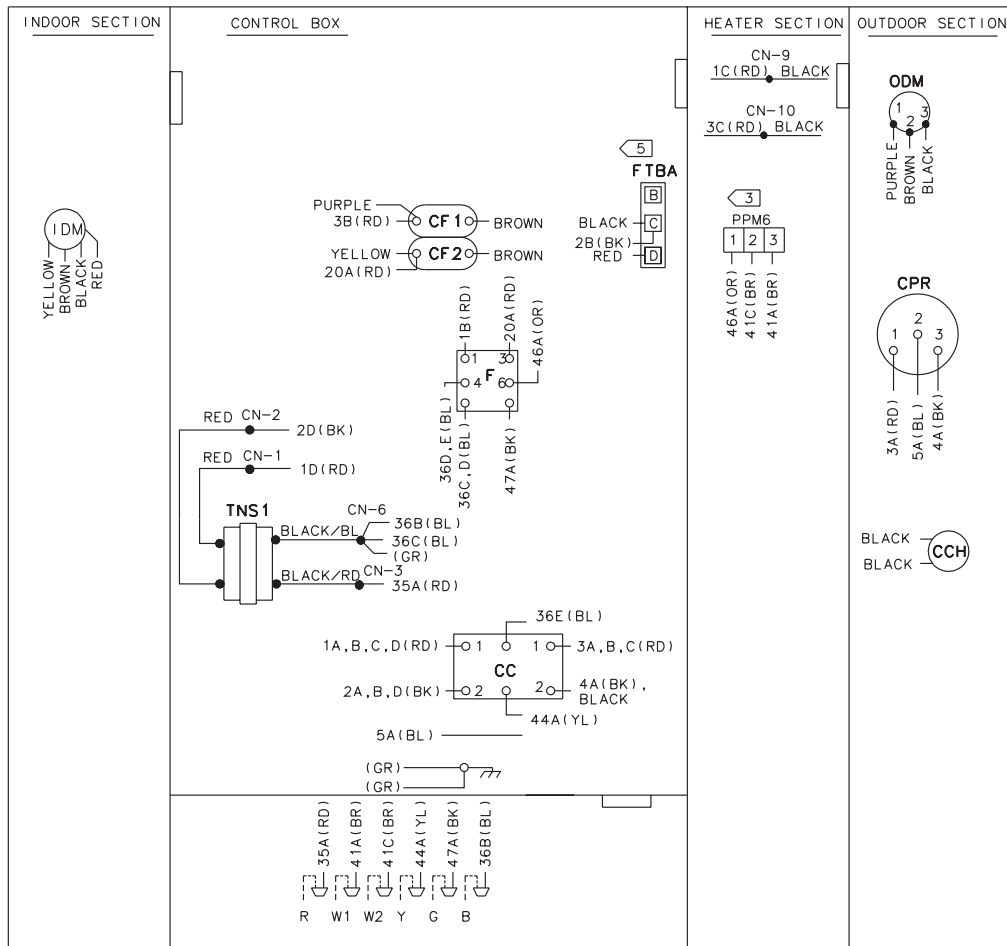 INDOOR SECTION
CONTROL BOX
HEATER SECTION
OUTDOOR SECTION
CN-9
1C(RD) BLACK
CN-10
3C(RD) BLACK
ODM
1
2
3
PURPLE
BROWN
BLACK
5
FTBA
B
C
D
BLACK
2B(BK)
RED
3
PPM6
1 2 3
46A(OR)
41C(BR)
41A(BR)
PURPLE
3B(RD)
CF1
BROWN
YELLOW
20A(RD)
CF2
BROWN
IDM
YELLOW
BROWN
BLACK
RED
1B(RD)
20A(RD)
46A(OR)
1
3
F
4
6
36D,E(BL)
36C,D(BL)
47A(BK)
CPR
1
2
3
3A(RD)
5A(BL)
4A(BK)
RED CN-2
2D(BK)
RED CN-1
1D(RD)
TNS1
BLACK/BL
CN-6
36B(BL)
36C(BL)
(GR)
BLACK/RD
CN-3
35A(RD)
BLACK
BLACK
CCH
36E(BL)
1A,B,C,D(RD)
1
1
3A,B,C(RD)
CC
2A,B,D(BK)
2
2
4A(BK),
BLACK
44A(YL)
5A(BL)
(GR)
(GR)
35A(RD)
41A(BR)
41C(BR)
44A(YL)
47A(BK)
36B(BL)
R W1 W2 Y G B